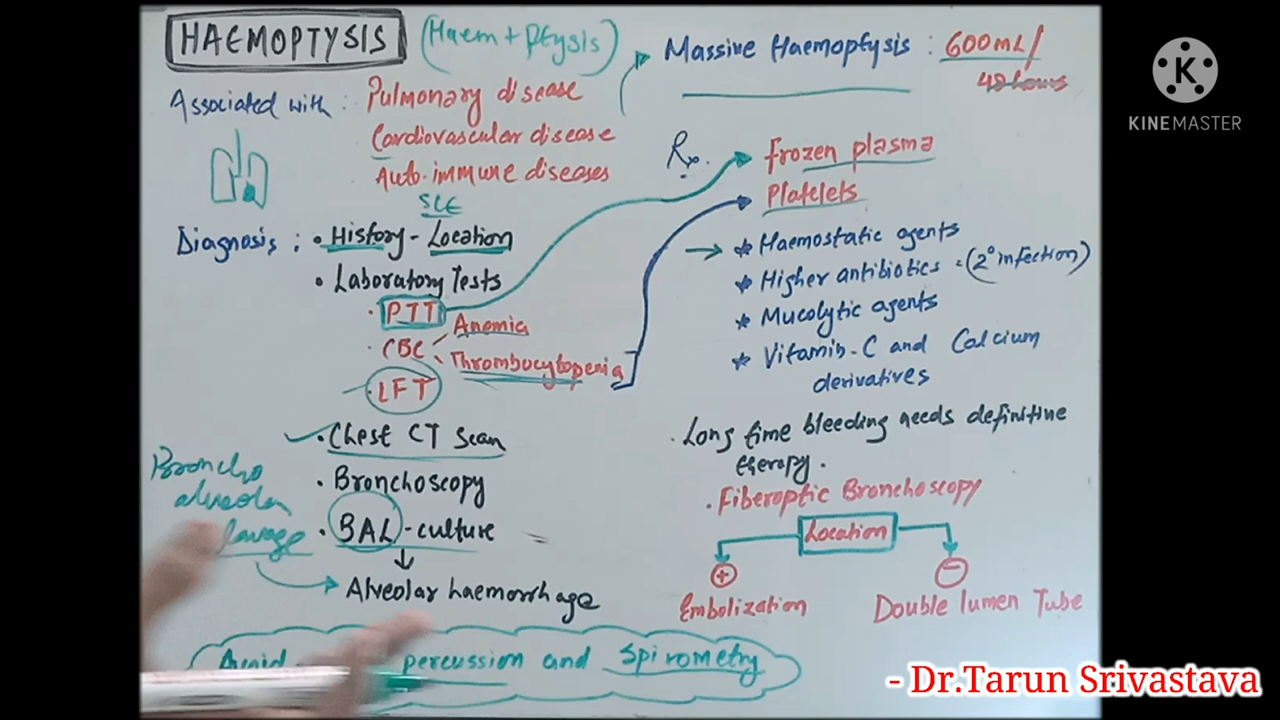 HAEMOPTYSIS (Haem + Ptysis)
Associated with : Pulmonary disease
Cardiovascular disease
Auto-immune diseases
SLE
Diagnosis : • History - Location
• Laboratory Tests
• PTT
• CBC Anemia
Thrombocytopenia
• LFT
• Chest CT Scan
• Bronchoscopy
• BAL - culture
Broncho
alveolar
lavage
Alveolar haemorrhage
Avoid percussion and Spirometry
Massive Haemoptysis : 600mL/
48 hours
Rx.
Frozen plasma
Platelets
* Haemostatic agents
* Higher antibiotics - (2° infection)
* Mucolytic agents
* Vitamin-C and Calcium
derivatives
• Long time bleeding needs definitive
therapy.
• Fiberoptic Bronchoscopy
Location
+ −
Embolization Double lumen Tube
K
KINEMASTER
- Dr.Tarun Srivastava